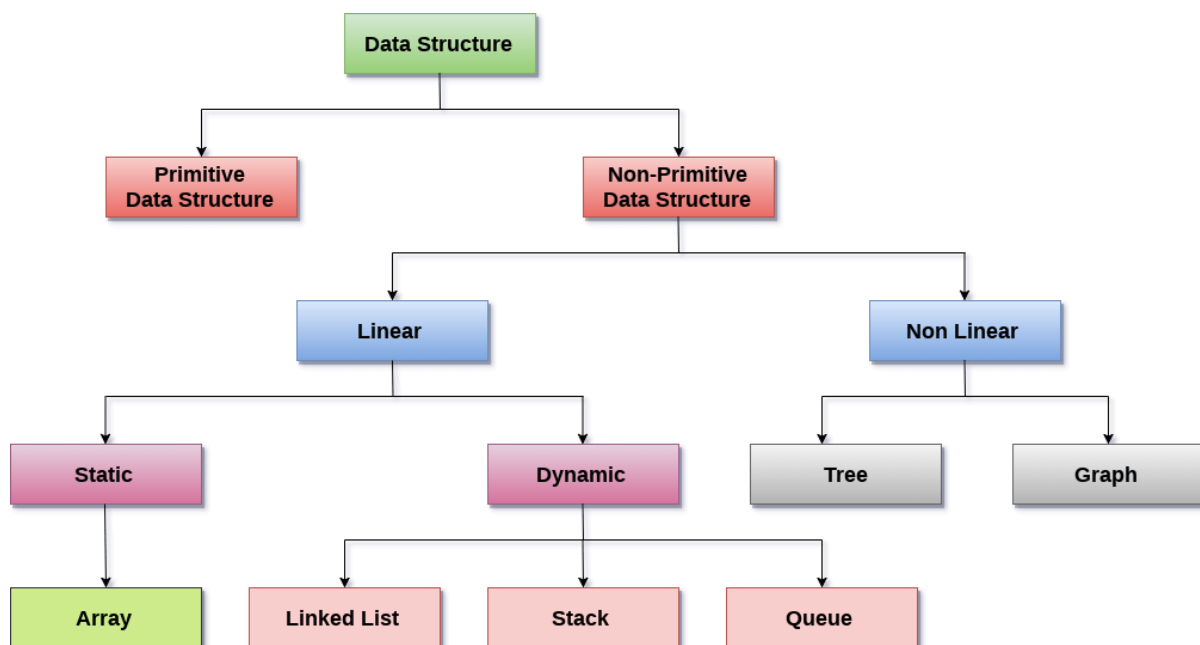 Data Structure
Primitive
Data Structure
Non-Primitive
Data Structure
Linear
Non Linear
Static
Dynamic
Tree
Graph
Array
Linked List
Stack
Queue